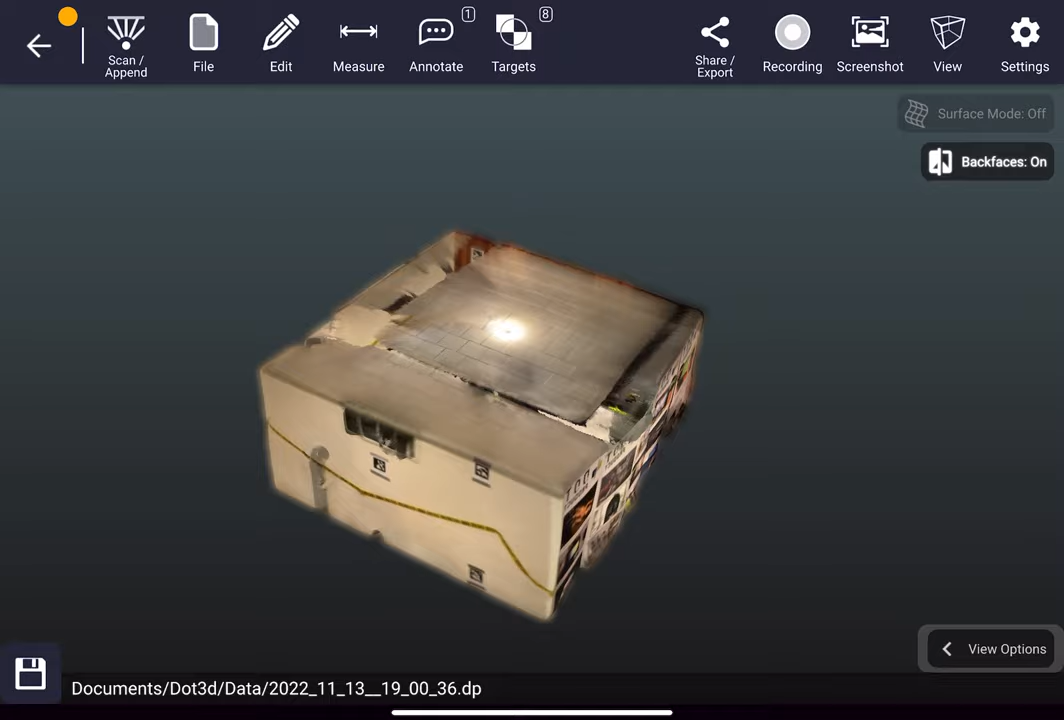 Scan /
Append
File
Edit
Measure
Annotate
1
Targets
8
Share /
Export
Recording
Screenshot
View
Settings
Surface Mode: Off
Backfaces: On
View Options
Documents/Dot3d/Data/2022_11_13__19_00_36.dp